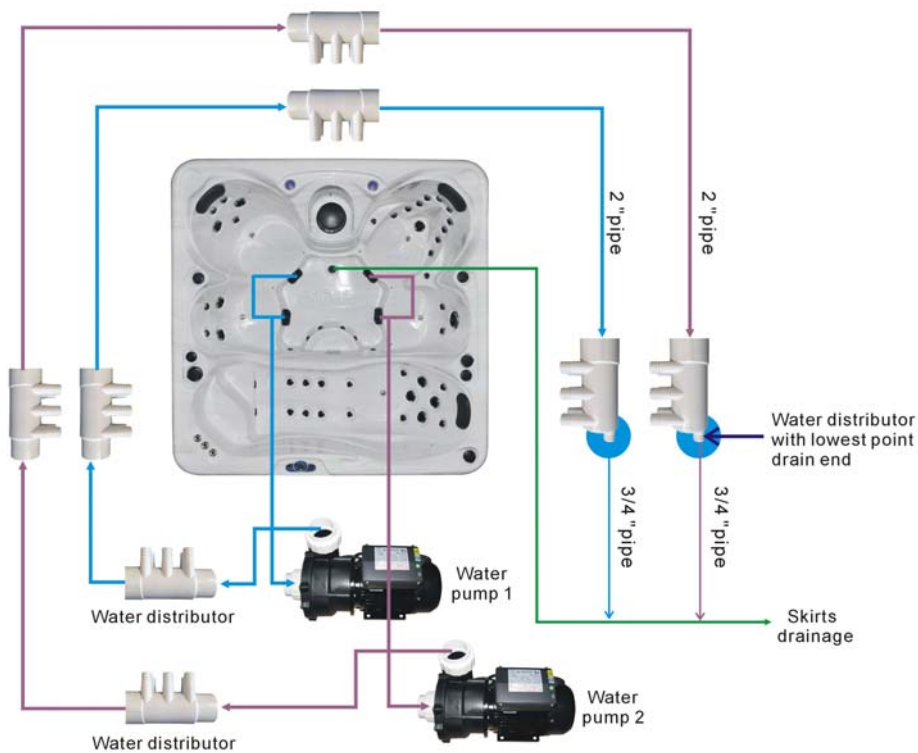 2 "pipe
2 "pipe
Water distributor
with lowest point
drain end
3/4 "pipe
3/4 "pipe
Water
pump 1
Water distributor
Skirts
drainage
Water
pump 2
Water distributor